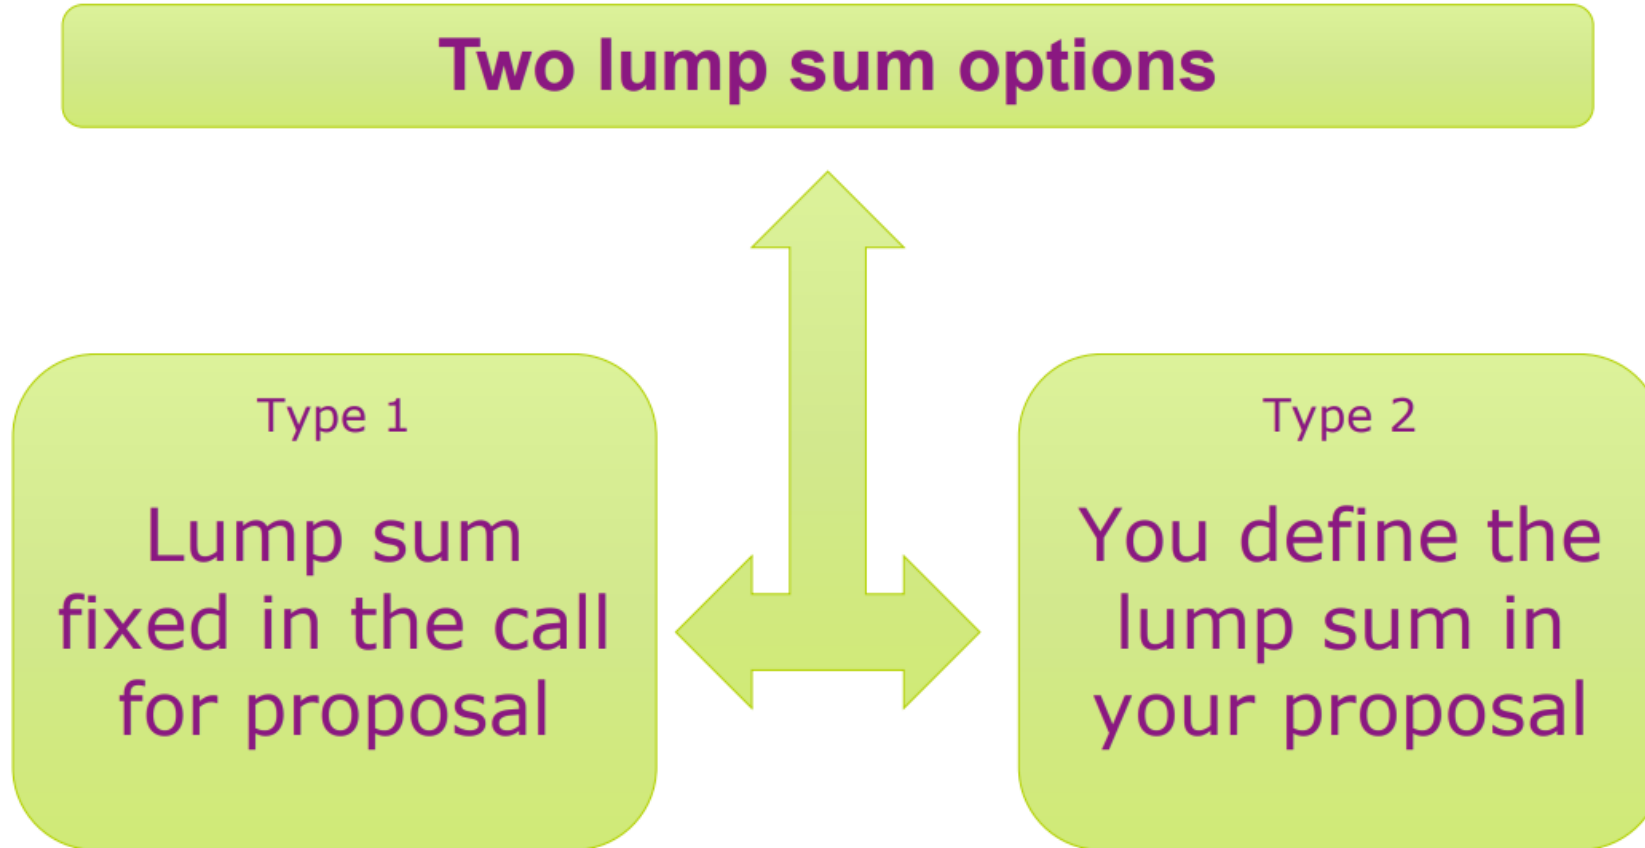 Two lump sum options
Type 1
Lump sum
fixed in the call
for proposal
Type 2
You define the
lump sum in
your proposal